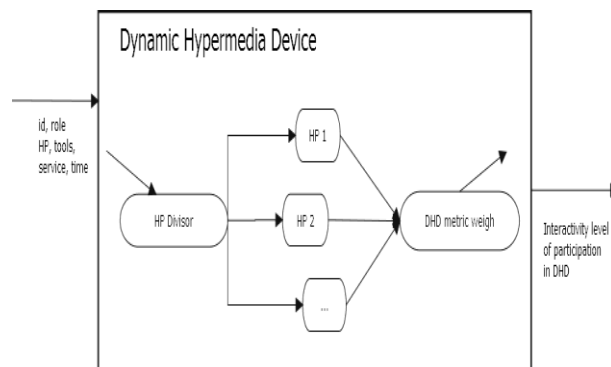 Dynamic Hypermedia Device
id, role
HP, tools,
service, time
HP Divisor
HP 1
HP 2
...
DHD metric weigh
Interactivity level
of participation
in DHD